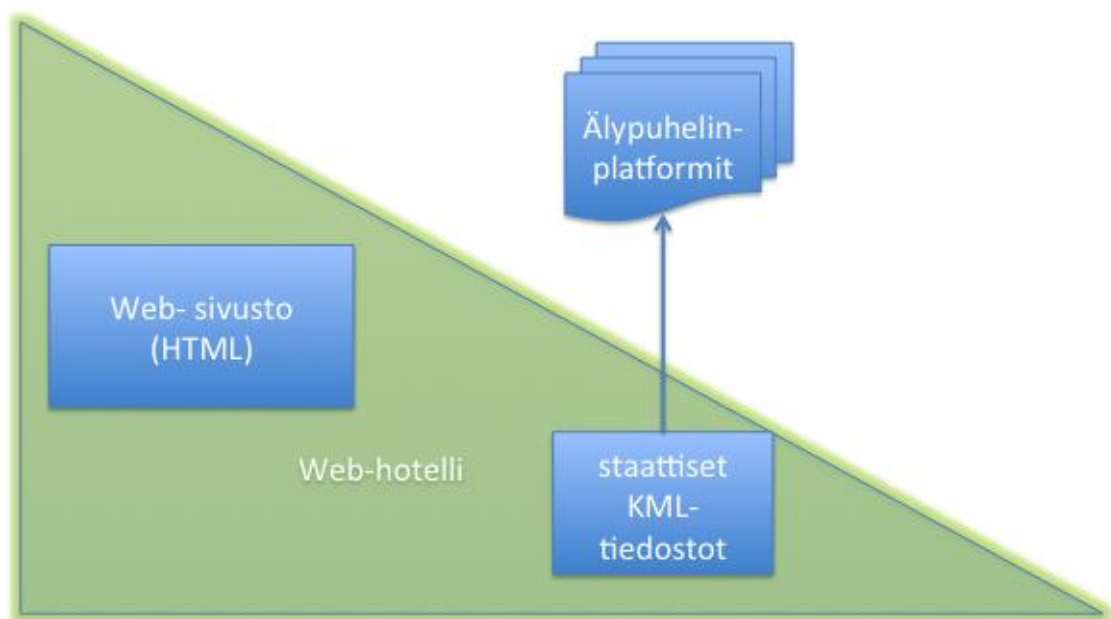 Älypuhelin-
platformit
Web- sivusto
(HTML)
Web-hotelli
staattiset
KML-
tiedostot